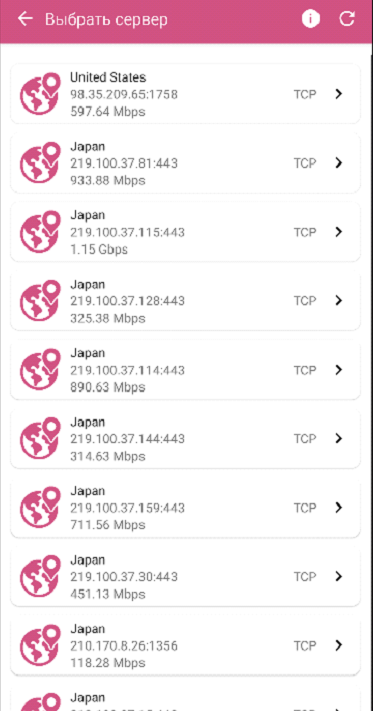 Выбрать сервер
United States
98.35.209.65:1758
TCP
597.64 Mbps
Japan
219.100.37.81:443
TCP
933.88 Mbps
Japan
219.100.37.115:443
TCP
1.15 Gbps
Japan
219.100.37.128:443
TCP
325.38 Mbps
Japan
219.100.37.114:443
TCP
890.63 Mbps
Japan
219.100.37.144:443
TCP
314.63 Mbps
Japan
219.100.37.159:443
TCP
711.56 Mbps
Japan
219.100.37.30:443
TCP
451.13 Mbps
Japan
210.170.8.26:1356
TCP
118.28 Mbps
Japan